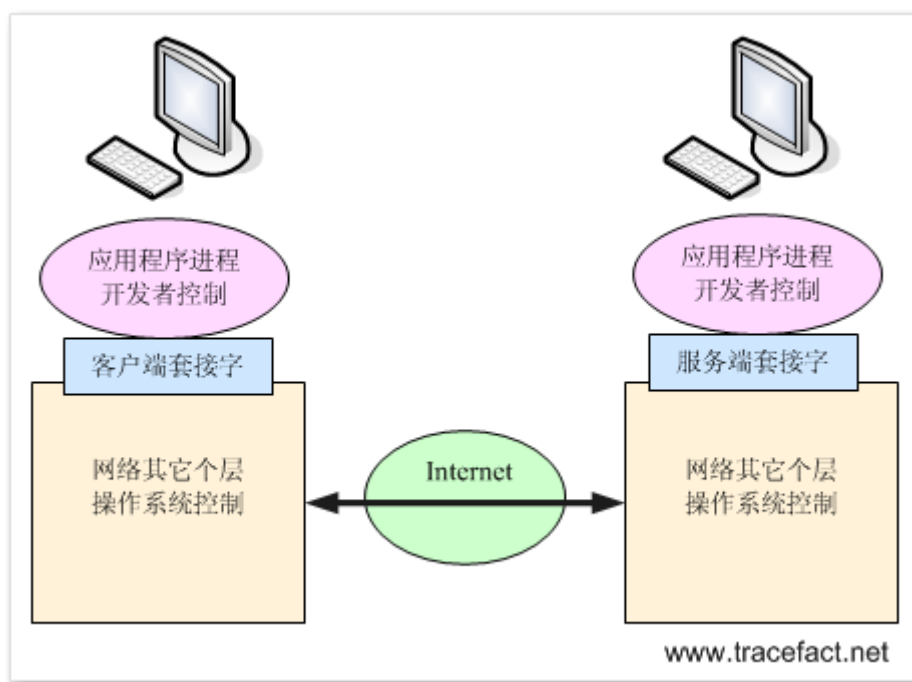 应用程序进程
开发者控制
客户端套接字
网络其它个层
操作系统控制
Internet
应用程序进程
开发者控制
服务端套接字
网络其它个层
操作系统控制
www.tracefact.net